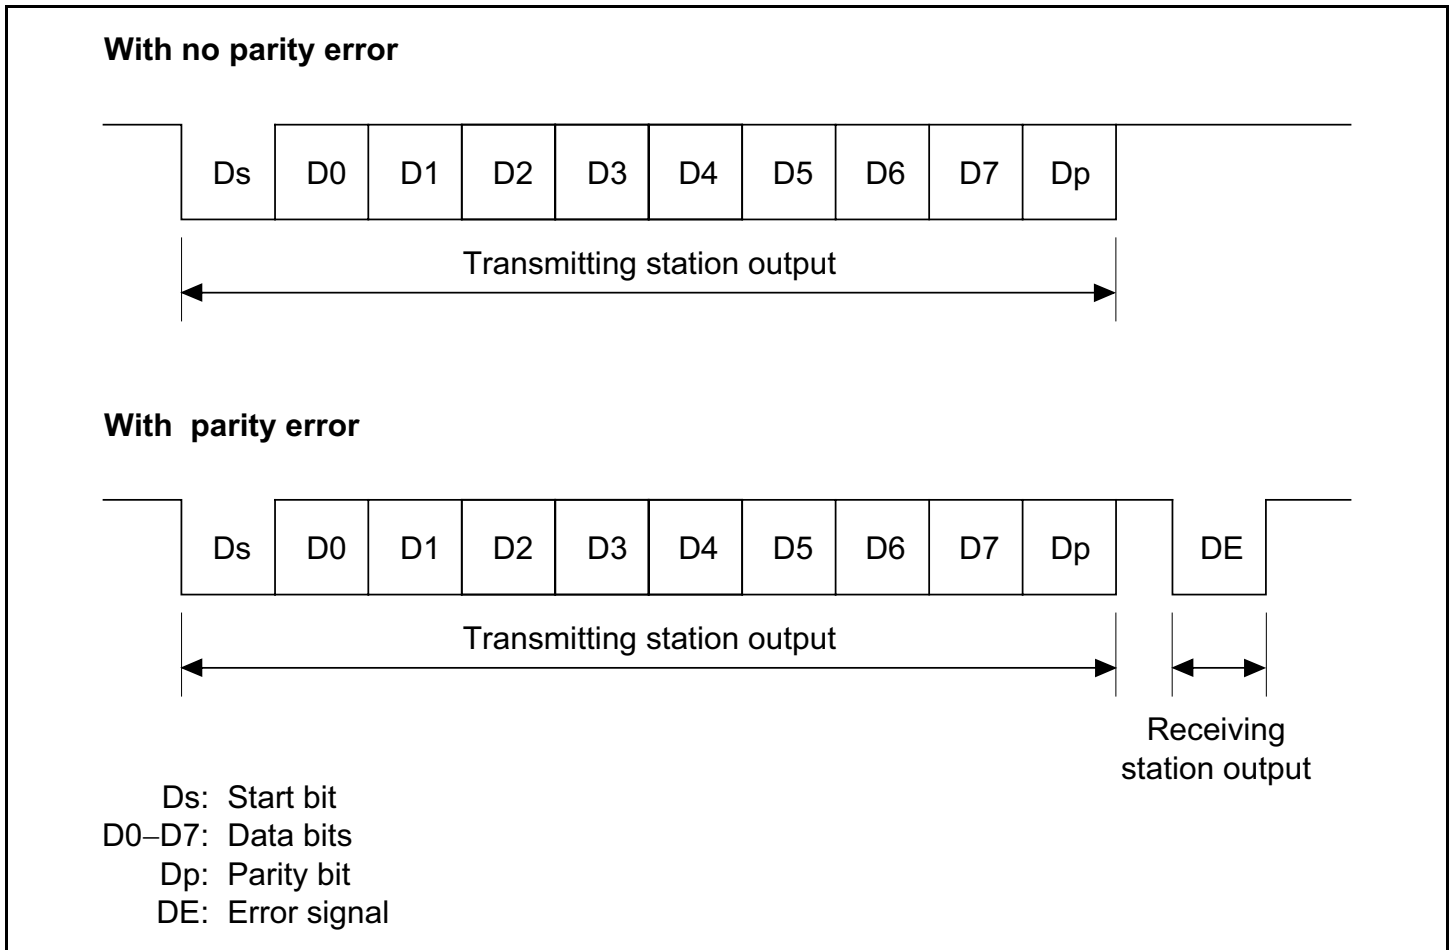 With no parity error
Ds D0 D1 D2 D3 D4 D5 D6 D7 Dp
Transmitting station output
With parity error
Ds D0 D1 D2 D3 D4 D5 D6 D7 Dp DE
Transmitting station output
Receiving
station output
Ds: Start bit
D0–D7: Data bits
Dp: Parity bit
DE: Error signal